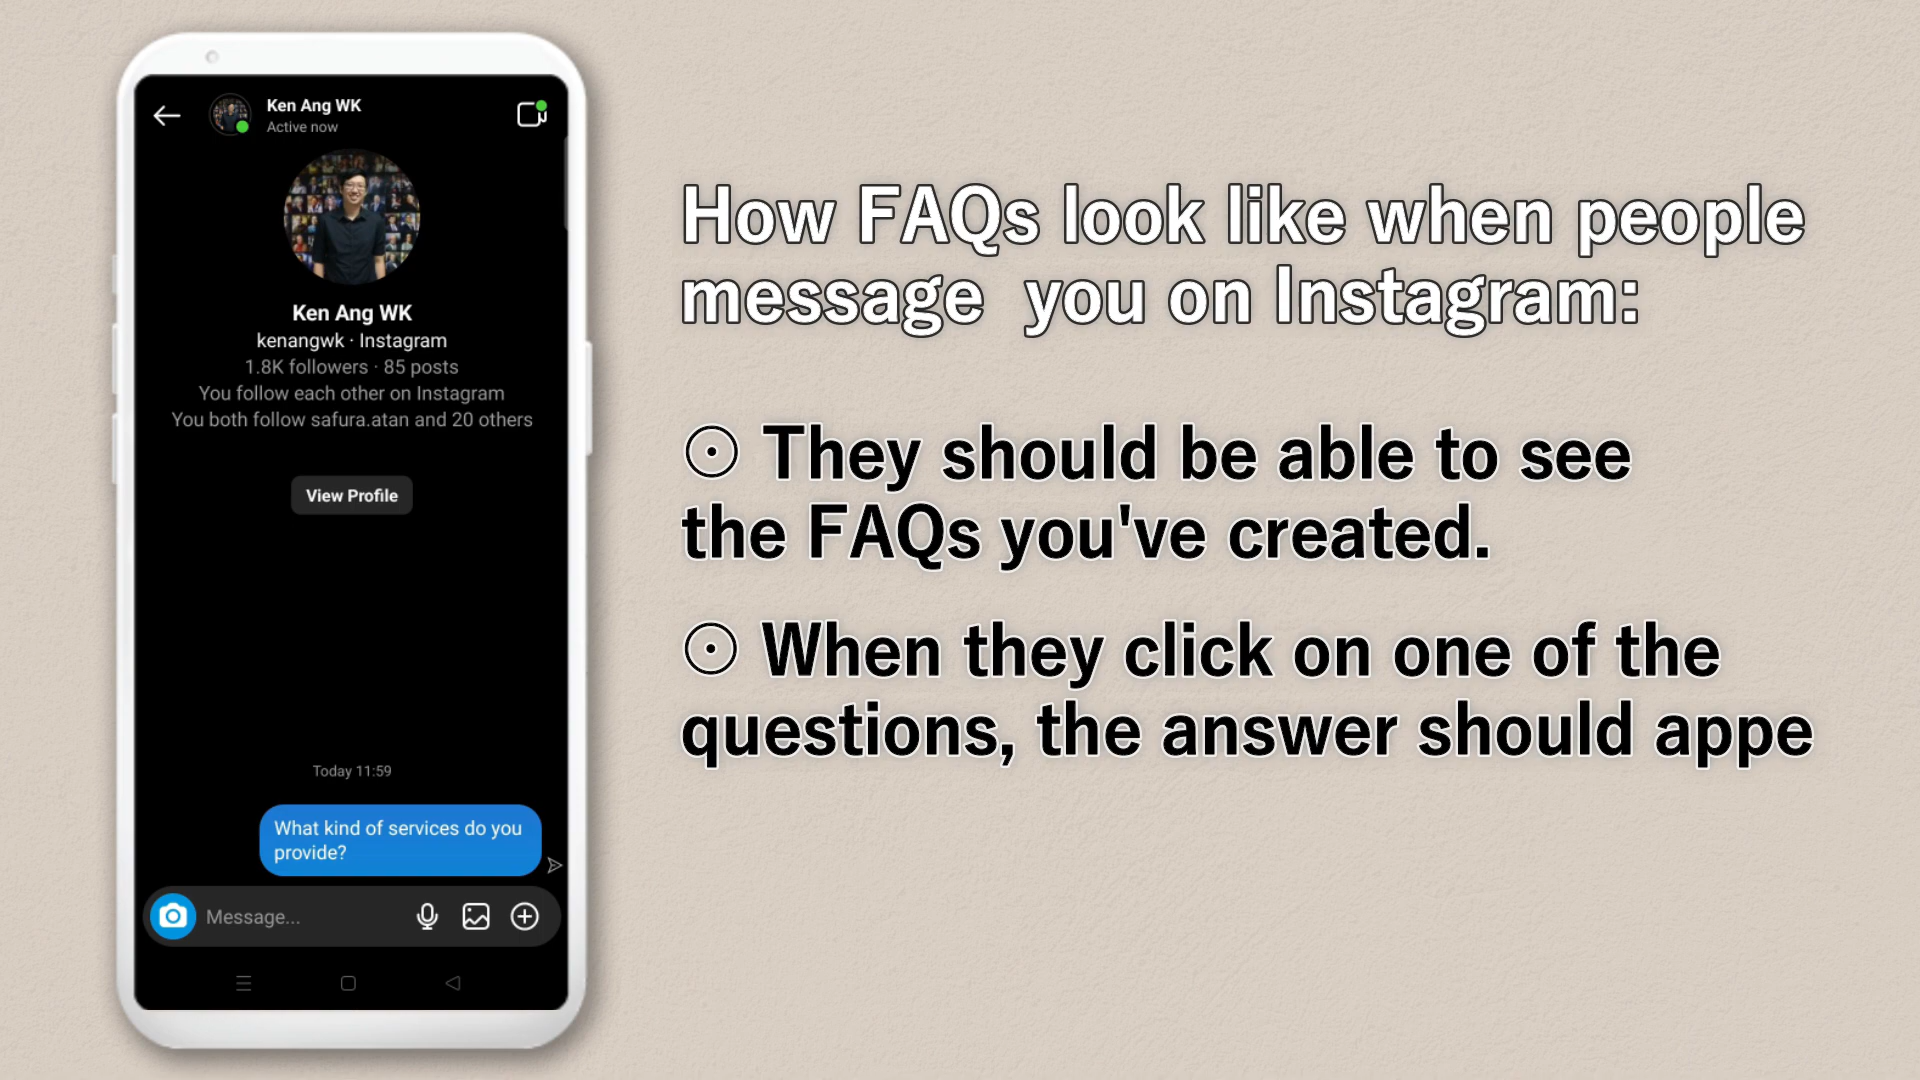 Ken Ang WK
Active now
Ken Ang WK
kenangwk · Instagram
1.8K followers · 85 posts
You follow each other on Instagram
You both follow safura.atan and 20 others
View Profile
Today 11:59
What kind of services do you
provide?
Message...
How FAQs look like when people
message  you on Instagram:
⊙ They should be able to see
the FAQs you've created.
⊙ When they click on one of the
questions, the answer should appe